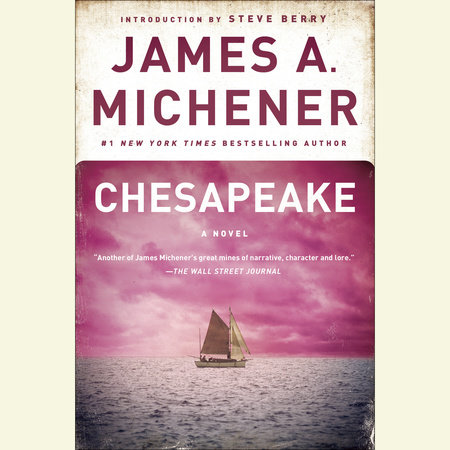 INTRODUCTION BY STEVE BERRY
JAMES A.
MICHENER
#1 NEW YORK TIMES BESTSELLING AUTHOR
CHESAPEAKE
A NOVEL
"Another of James Michener's great mines of narrative, character and lore."
—THE WALL STREET JOURNAL